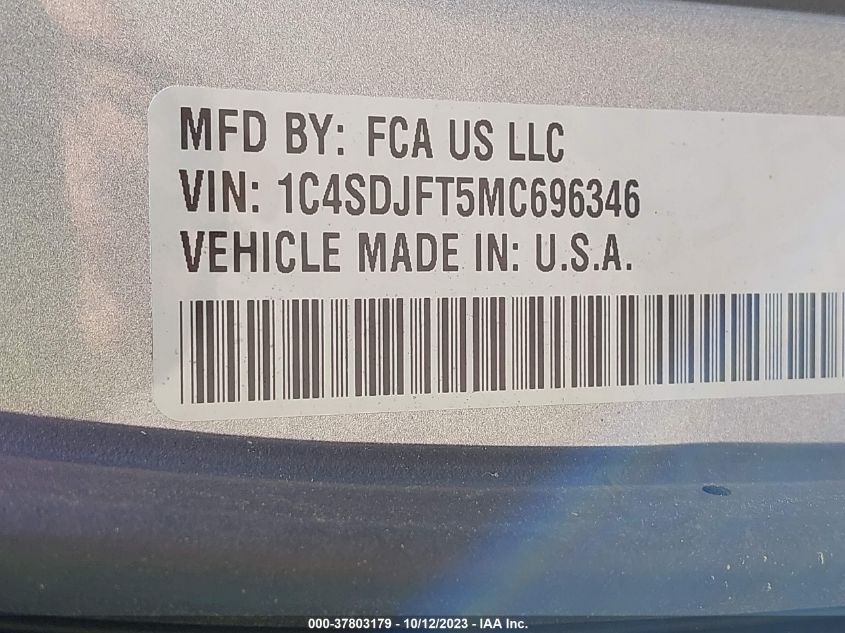 MFD BY: FCA US LLC
VIN: 1C4SDJFT5MC696346
VEHICLE MADE IN: U.S.A.
000-37803179 - 10/12/2023 - IAA Inc.